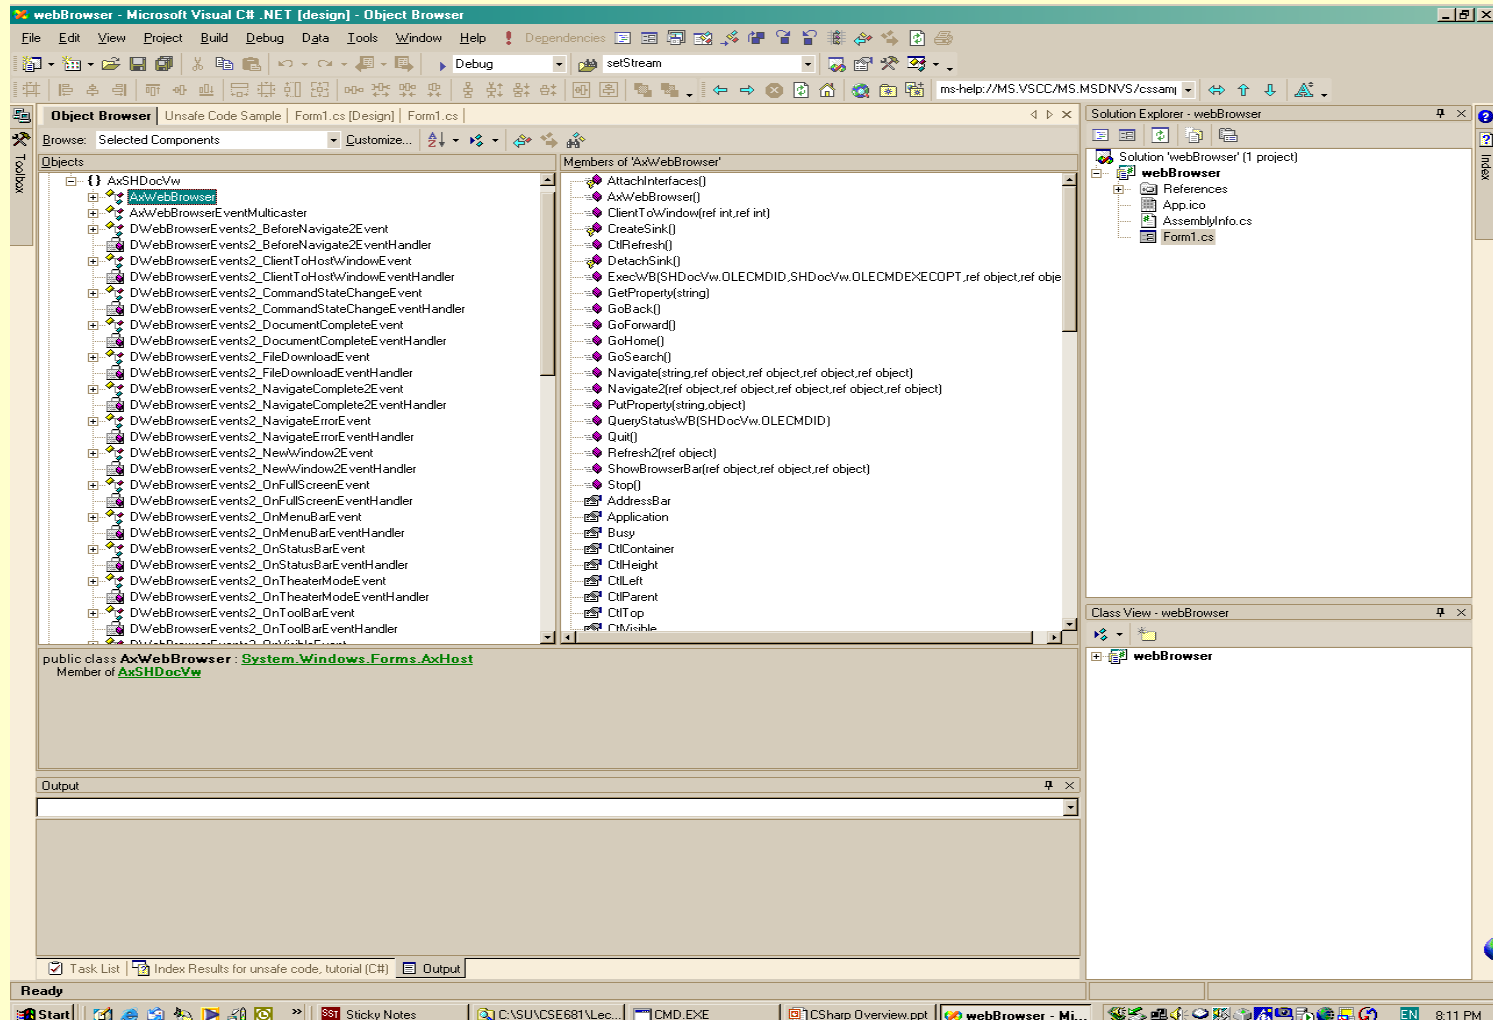 webBrowser - Microsoft Visual C# .NET [design] - Object Browser
File Edit View Project Build Debug Data Tools Window Help Dependencies
Debug setStream
ms-help://MS.VSCC/MS.MSDNVS/cssam
Object Browser Unsafe Code Sample Form1.cs [Design] Form1.cs
Browse: Selected Components Customize...
Objects
{} AxSHDocVw
AxWebBrowser
AxWebBrowserEventMulticaster
DWebBrowserEvents2_BeforeNavigate2Event
DWebBrowserEvents2_BeforeNavigate2EventHandler
DWebBrowserEvents2_ClientToHostWindowEvent
DWebBrowserEvents2_ClientToHostWindowEventHandler
DWebBrowserEvents2_CommandStateChangeEvent
DWebBrowserEvents2_CommandStateChangeEventHandler
DWebBrowserEvents2_DocumentCompleteEvent
DWebBrowserEvents2_DocumentCompleteEventHandler
DWebBrowserEvents2_FileDownloadEvent
DWebBrowserEvents2_FileDownloadEventHandler
DWebBrowserEvents2_NavigateComplete2Event
DWebBrowserEvents2_NavigateComplete2EventHandler
DWebBrowserEvents2_NavigateErrorEvent
DWebBrowserEvents2_NavigateErrorEventHandler
DWebBrowserEvents2_NewWindow2Event
DWebBrowserEvents2_NewWindow2EventHandler
DWebBrowserEvents2_OnFullScreenEvent
DWebBrowserEvents2_OnFullScreenEventHandler
DWebBrowserEvents2_OnMenuBarEvent
DWebBrowserEvents2_OnMenuBarEventHandler
DWebBrowserEvents2_OnStatusBarEvent
DWebBrowserEvents2_OnStatusBarEventHandler
DWebBrowserEvents2_OnTheaterModeEvent
DWebBrowserEvents2_OnTheaterModeEventHandler
DWebBrowserEvents2_OnToolBarEvent
DWebBrowserEvents2_OnToolBarEventHandler
DWebBrowserEvents2_OnVisibleEvent
Members of 'AxWebBrowser'
AttachInterfaces()
AxWebBrowser()
ClientToWindow(ref int,ref int)
CreateSink()
CtlRefresh()
DetachSink()
ExecWB(SHDocVw.OLECMDID,SHDocVw.OLECMDEXECOPT,ref object,ref obje
GetProperty(string)
GoBack()
GoForward()
GoHome()
GoSearch()
Navigate(string,ref object,ref object,ref object,ref object)
Navigate2(ref object,ref object,ref object,ref object,ref object)
PutProperty(string,object)
QueryStatusWB(SHDocVw.OLECMDID)
Quit()
Refresh2(ref object)
ShowBrowserBar(ref object,ref object,ref object)
Stop()
AddressBar
Application
Busy
CtlContainer
CtlHeight
CtlLeft
CtlParent
CtlTop
CtlVisible
public class AxWebBrowser : System.Windows.Forms.AxHost
Member of AxSHDocVw
Output
Task List Index Results for unsafe code, tutorial (C#) Output
Toolbox
Solution Explorer - webBrowser
Solution 'webBrowser' (1 project)
webBrowser
References
App.ico
AssemblyInfo.cs
Form1.cs
Index
Class View - webBrowser
webBrowser
Ready
Start » SST Sticky Notes C:\SU\CSE681\Lec... CMD.EXE CSharp Overview.ppt webBrowser - Mi... EN 8:11 PM